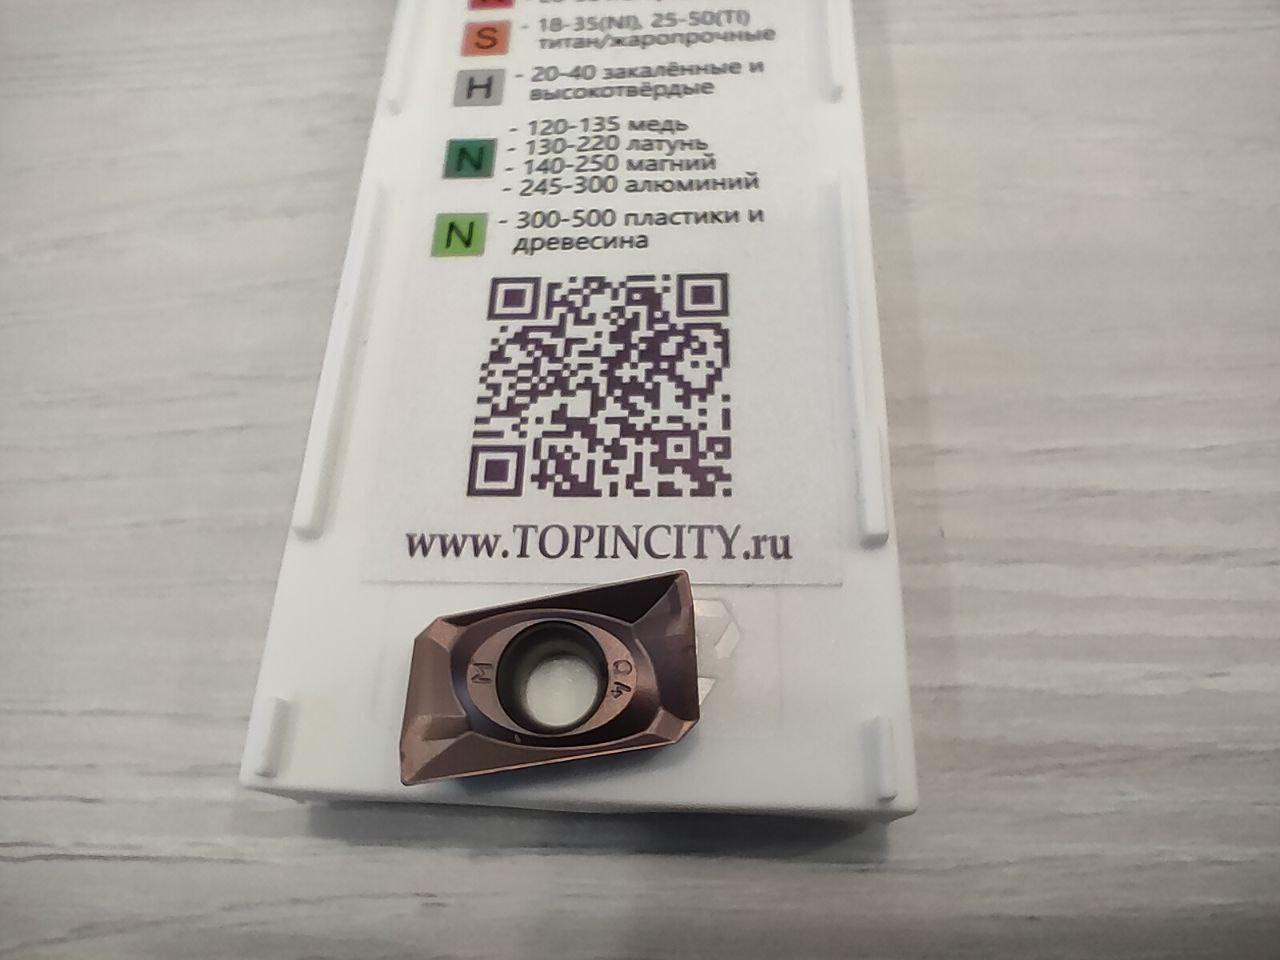 S - 18-35(NI), 25-50(TI)
титан/жаропрочные
H - 20-40 закалённые и
высокотвёрдые
- 120-135 медь
N - 130-220 латунь
- 140-250 магний
- 245-300 алюминий
N - 300-500 пластики и
древесина
www.TOPINCITY.ru
M 04